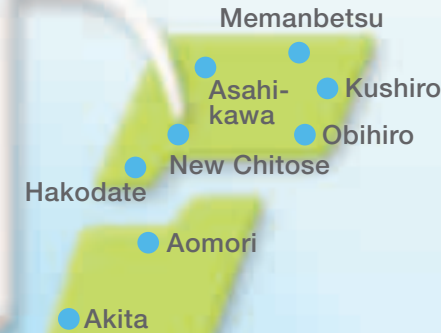 Memanbetsu
Asahi-
kawa
Kushiro
Obihiro
New Chitose
Hakodate
Aomori
Akita